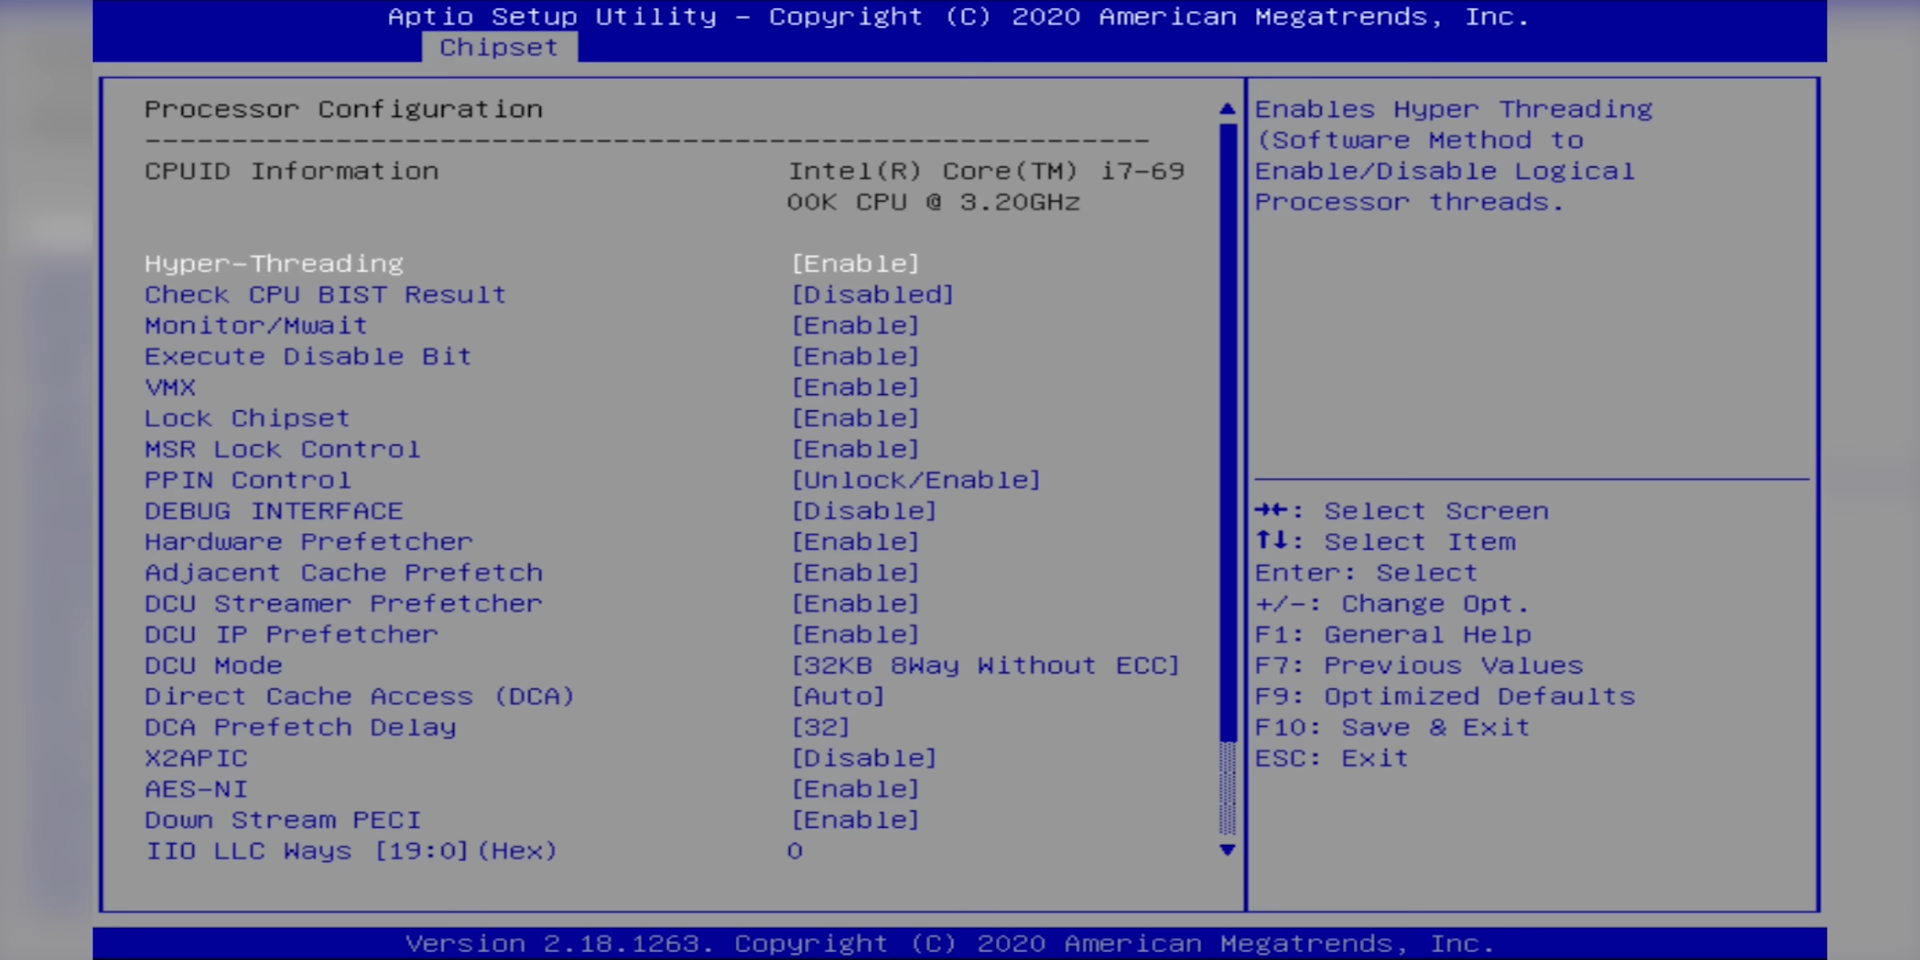 Aptio Setup Utility – Copyright (C) 2020 American Megatrends, Inc.
Chipset
Processor Configuration
----------------------------------------------------------
CPUID Information Intel(R) Core(TM) i7-69
00K CPU @ 3.20GHz
Hyper-Threading [Enable]
Check CPU BIST Result [Disabled]
Monitor/Mwait [Enable]
Execute Disable Bit [Enable]
VMX [Enable]
Lock Chipset [Enable]
MSR Lock Control [Enable]
PPIN Control [Unlock/Enable]
DEBUG INTERFACE [Disable]
Hardware Prefetcher [Enable]
Adjacent Cache Prefetch [Enable]
DCU Streamer Prefetcher [Enable]
DCU IP Prefetcher [Enable]
DCU Mode [32KB 8Way Without ECC]
Direct Cache Access (DCA) [Auto]
DCA Prefetch Delay [32]
X2APIC [Disable]
AES-NI [Enable]
Down Stream PECI [Enable]
IIO LLC Ways [19:0](Hex) 0
Enables Hyper Threading
(Software Method to
Enable/Disable Logical
Processor threads.
→←: Select Screen
↑↓: Select Item
Enter: Select
+/-: Change Opt.
F1: General Help
F7: Previous Values
F9: Optimized Defaults
F10: Save & Exit
ESC: Exit
Version 2.18.1263. Copyright (C) 2020 American Megatrends, Inc.